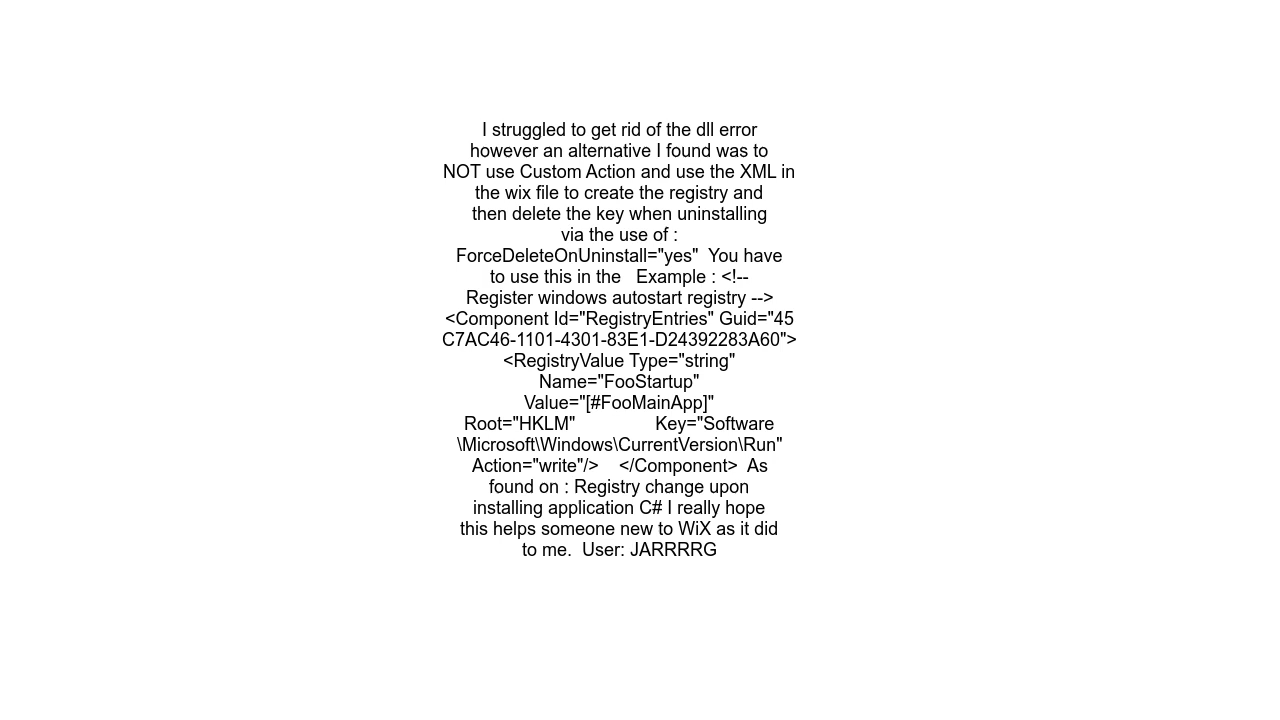 I struggled to get rid of the dll error
however an alternative I found was to
NOT use Custom Action and use the XML in
the wix file to create the registry and
then delete the key when uninstalling
via the use of :
ForceDeleteOnUninstall="yes"  You have
to use this in the   Example : <!--
Register windows autostart registry -->
<Component Id="RegistryEntries" Guid="45
C7AC46-1101-4301-83E1-D24392283A60">
<RegistryValue Type="string"
Name="FooStartup"
Value="[#FooMainApp]"
Root="HKLM"                Key="Software
\Microsoft\Windows\CurrentVersion\Run"
Action="write"/>    </Component>  As
found on : Registry change upon
installing application C# I really hope
this helps someone new to WiX as it did
to me.  User: JARRRRG